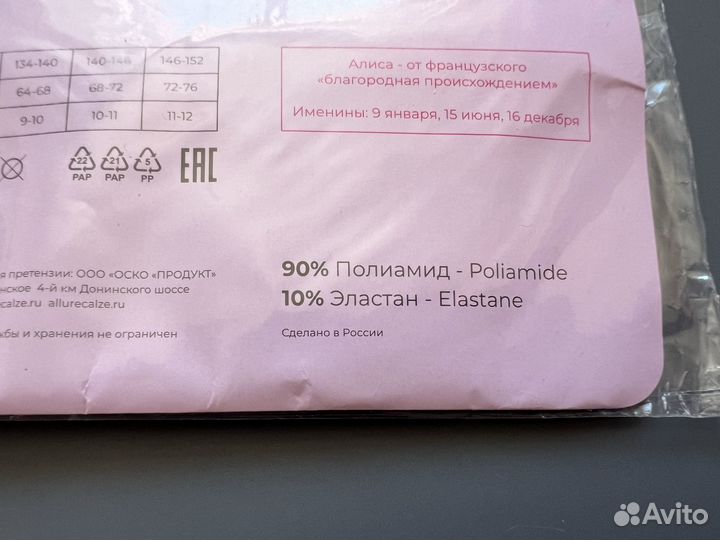 134-140 140-146 146-152
64-68 68-72 72-76
9-10 10-11 11-12
Алиса - от французского
«благородная происхождением»
Именины: 9 января, 15 июня, 16 декабря
22 21 5
PAP PAP PP
EAC
претензии: ООО «ОСКО «ПРОДУКТ»
4-й км Донинского шоссе
allurecalze.ru
и хранения не ограничен
90% Полиамид - Poliamide
10% Эластан - Elastane
Сделано в России
Avito